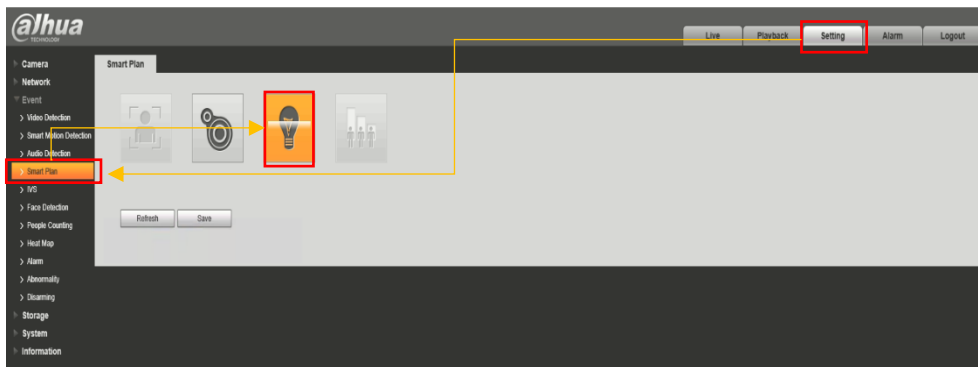 alhua
TECHNOLOGY
Live Playback Setting Alarm Logout
Camera
Network
Event
Video Detection
Smart Motion Detection
Audio Detection
Smart Plan
IVS
Face Detection
People Counting
Heat Map
Alarm
Abnormality
Disarming
Storage
System
Information
Smart Plan
Refresh Save